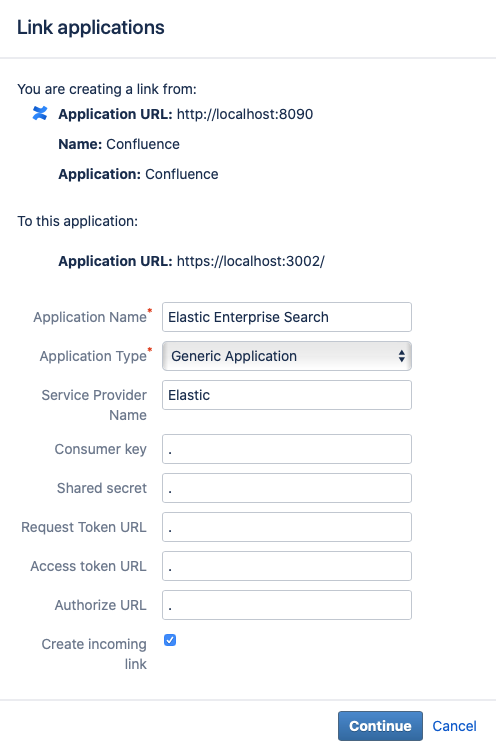 Link applications
You are creating a link from:
Application URL: http://localhost:8090
Name: Confluence
Application: Confluence
To this application:
Application URL: https://localhost:3002/
Application Name* Elastic Enterprise Search
Application Type* Generic Application
Service Provider Elastic
Name
Consumer key .
Shared secret .
Request Token URL .
Access token URL .
Authorize URL .
Create incoming
link
Continue Cancel